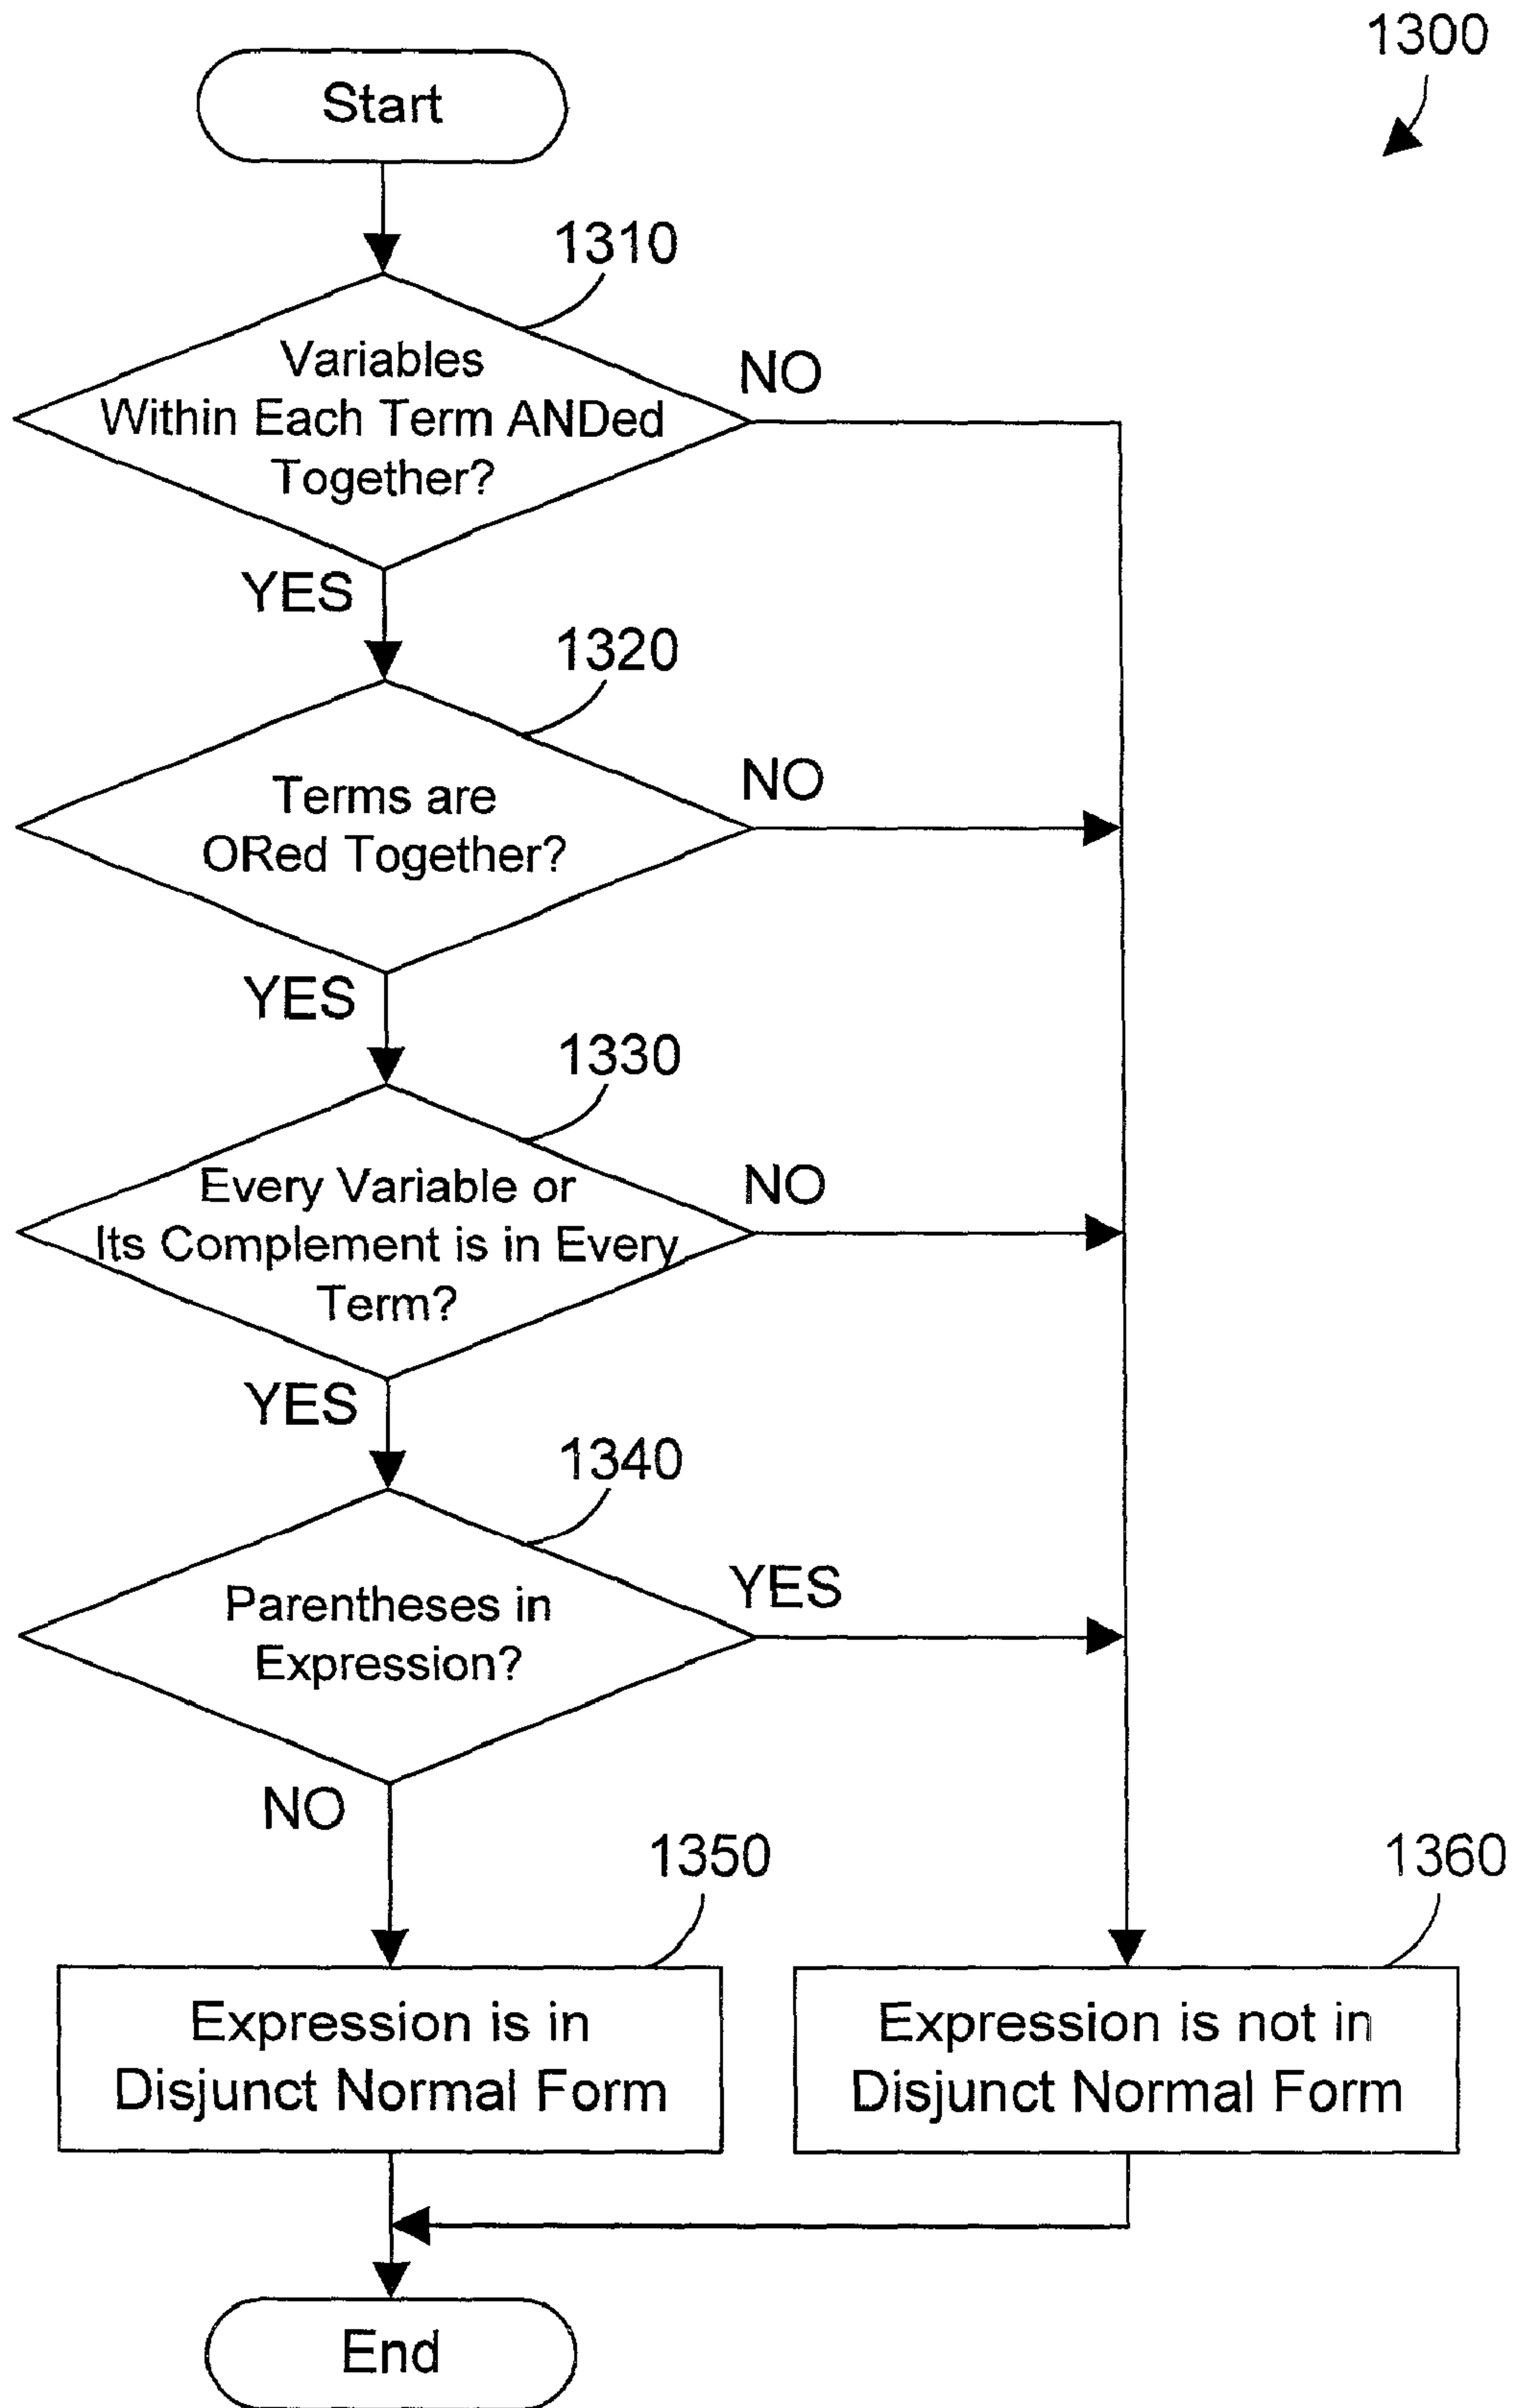 1300
Start
1310
Variables
Within Each Term ANDed
Together?
NO
YES
1320
Terms are
ORed Together?
NO
YES
1330
Every Variable or
Its Complement is in Every
Term?
NO
YES
1340
Parentheses in
Expression?
YES
NO
1350
1360
Expression is in
Disjunct Normal Form
Expression is not in
Disjunct Normal Form
End